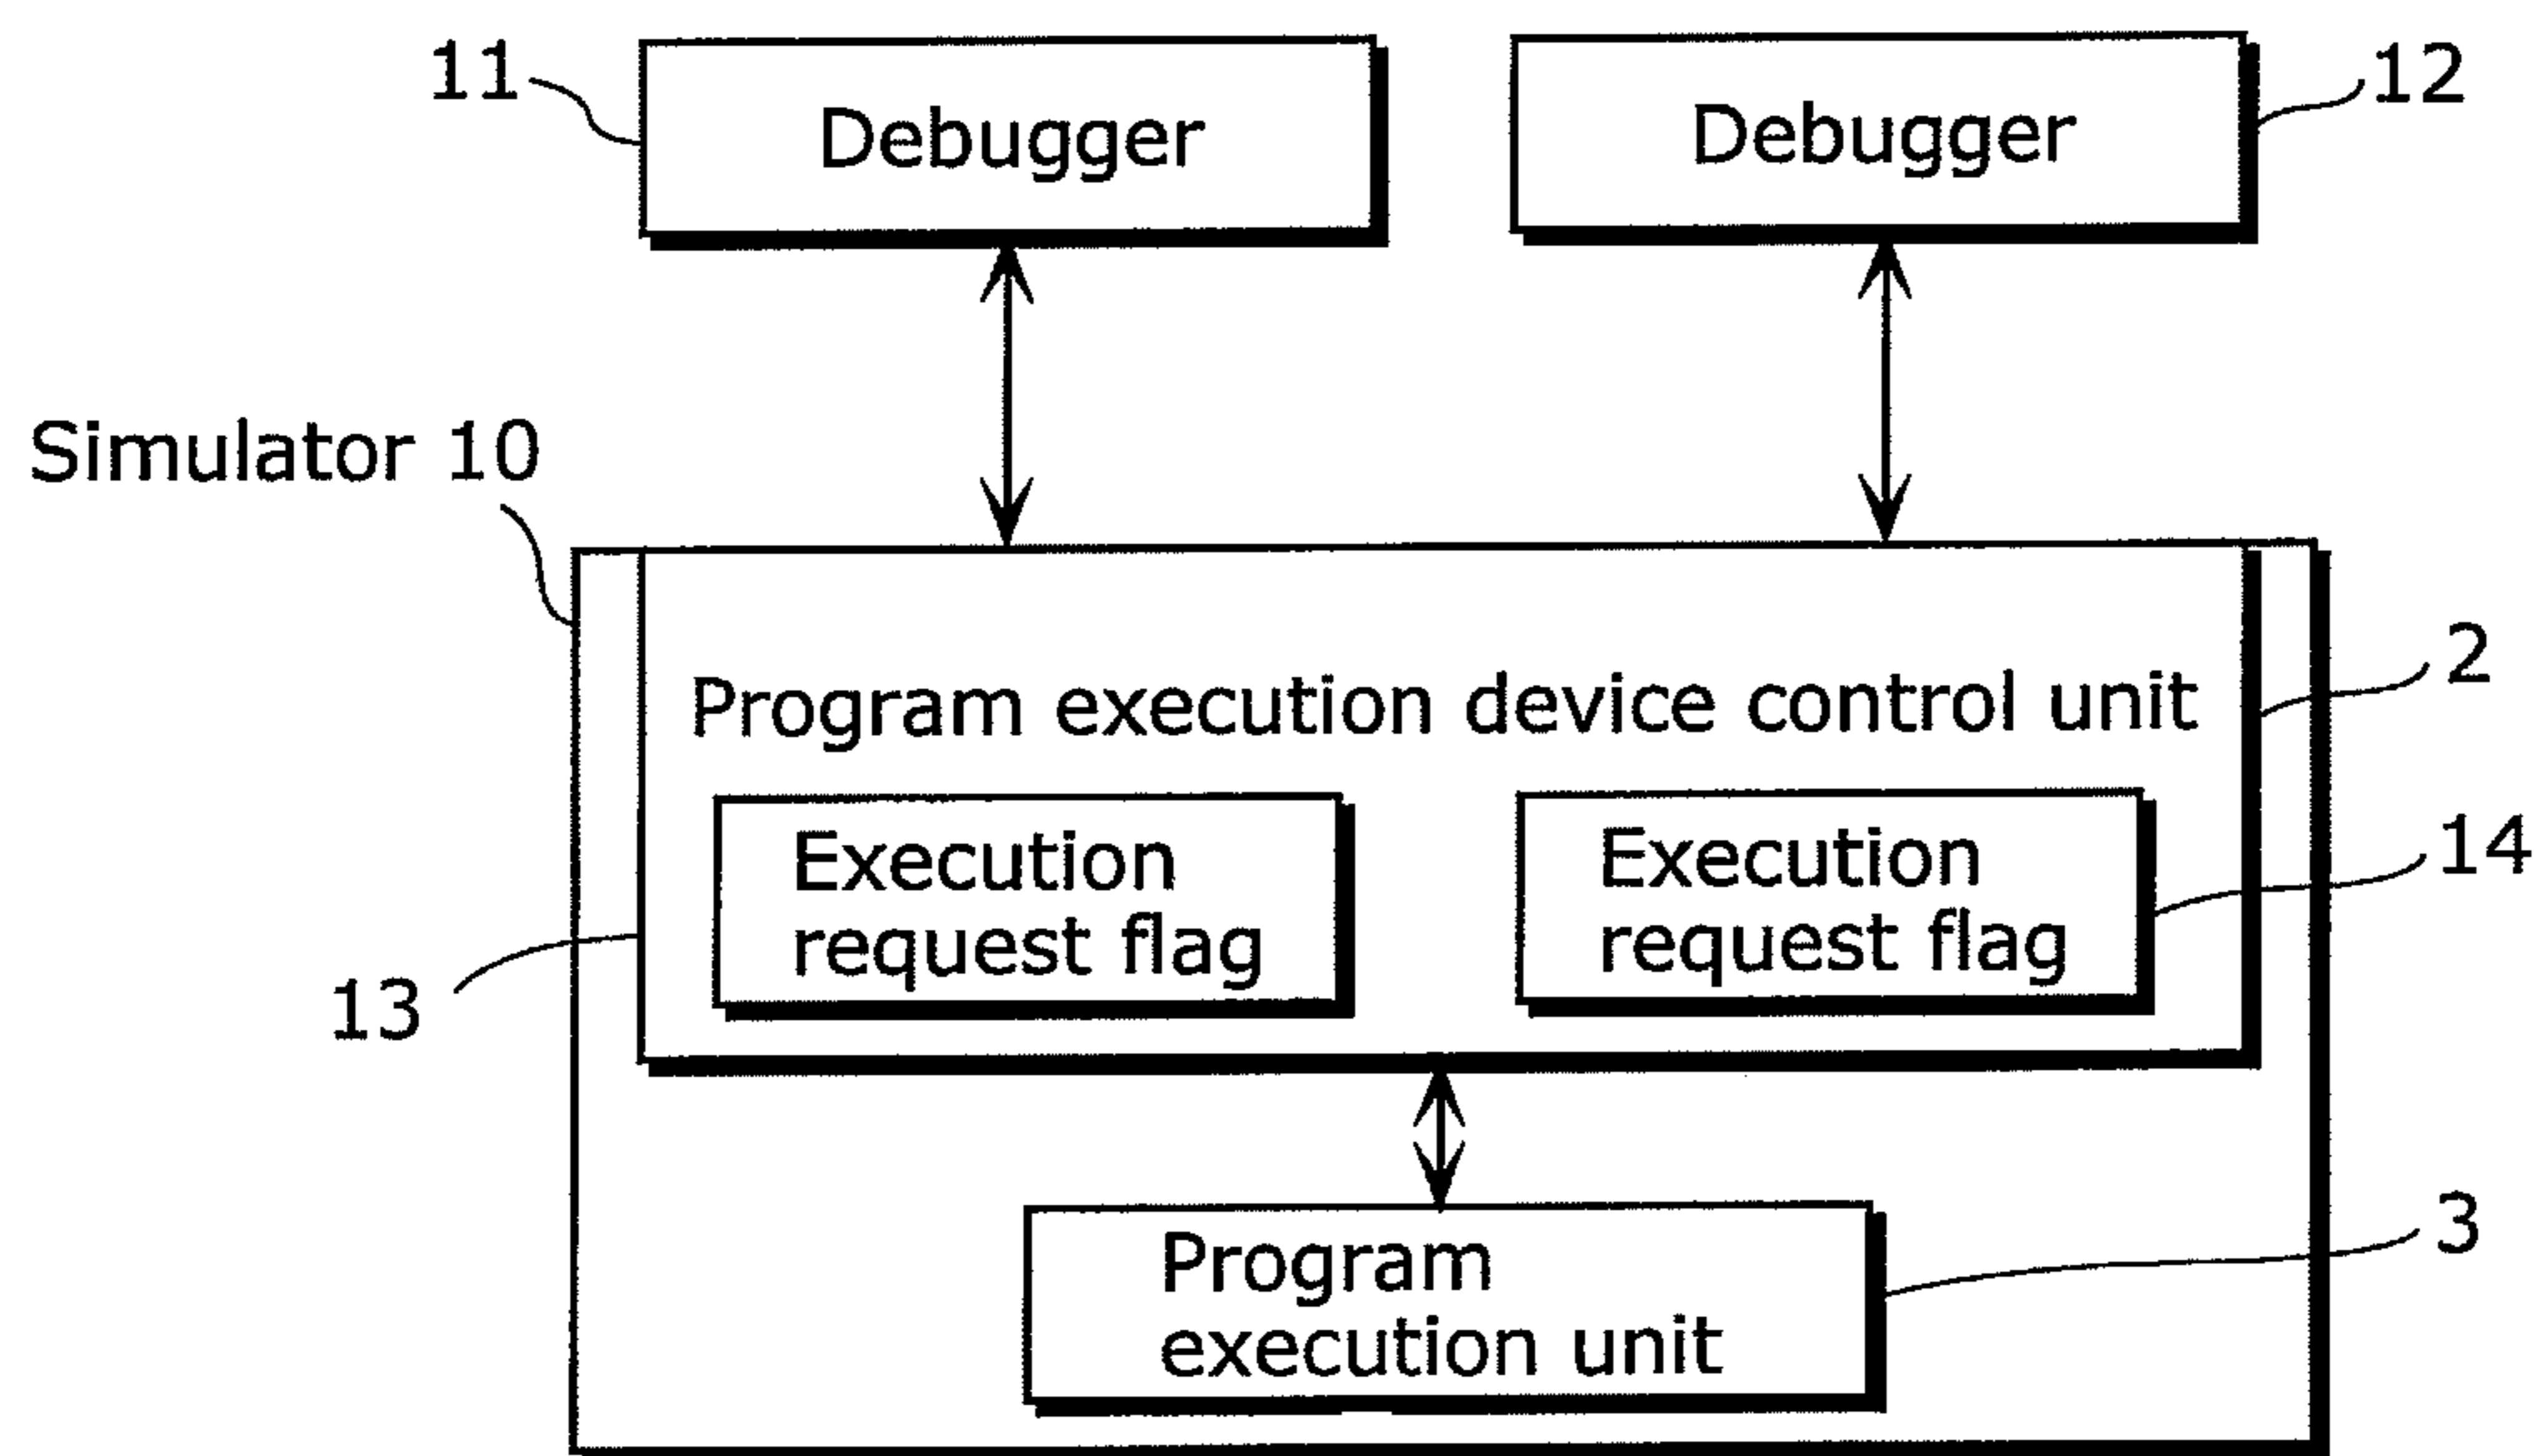 11
Debugger
Debugger
12
Simulator 10
Program execution device control unit
2
Execution
request flag
Execution
request flag
14
13
Program
execution unit
3